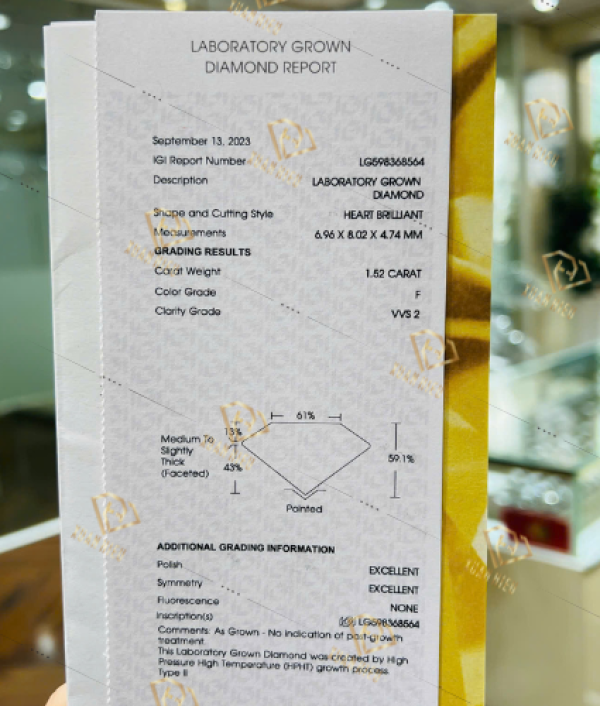 LABORATORY GROWN
DIAMOND REPORT
September 13, 2023
IGI Report Number LG598368564
Description LABORATORY GROWN
DIAMOND
Shape and Cutting Style HEART BRILLIANT
Measurements 6.96 X 8.02 X 4.74 MM
GRADING RESULTS
Carat Weight 1.52 CARAT
Color Grade F
Clarity Grade VVS 2
61%
13%
Medium To
Slightly
Thick
(Faceted)
43%
59.1%
Pointed
ADDITIONAL GRADING INFORMATION
Polish EXCELLENT
Symmetry EXCELLENT
Fluorescence NONE
Inscription(s) LG598368564
Comments: As Grown - No indication of post-growth
treatment.
This Laboratory Grown Diamond was created by High
Pressure High Temperature (HPHT) growth process.
Type II